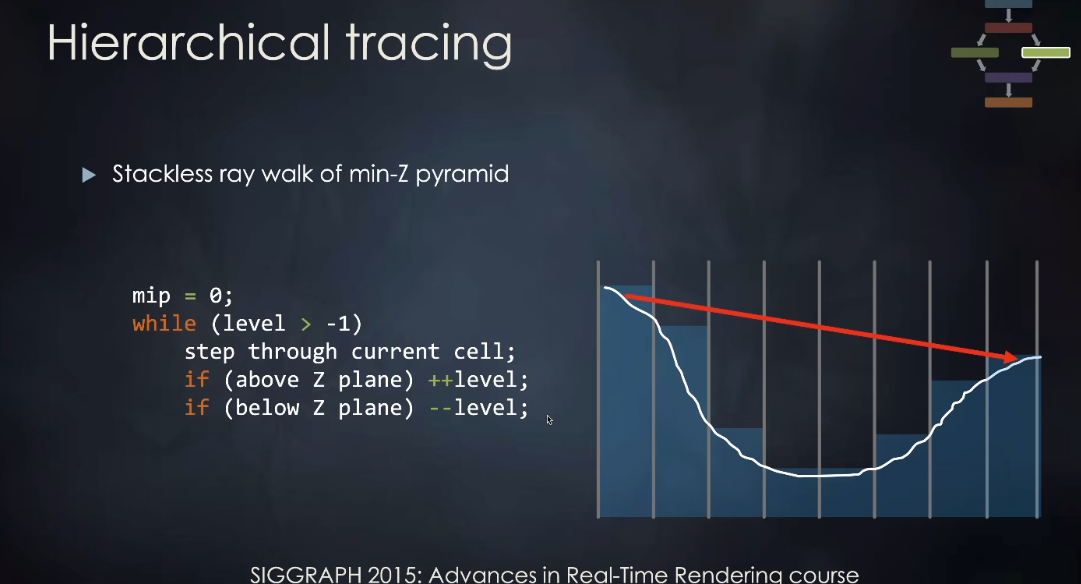 Hierarchical tracing
Stackless ray walk of min-Z pyramid
mip = 0;
while (level > -1)
step through current cell;
if (above Z plane) ++level;
if (below Z plane) --level;
SIGGRAPH 2015: Advances in Real-Time Rendering course